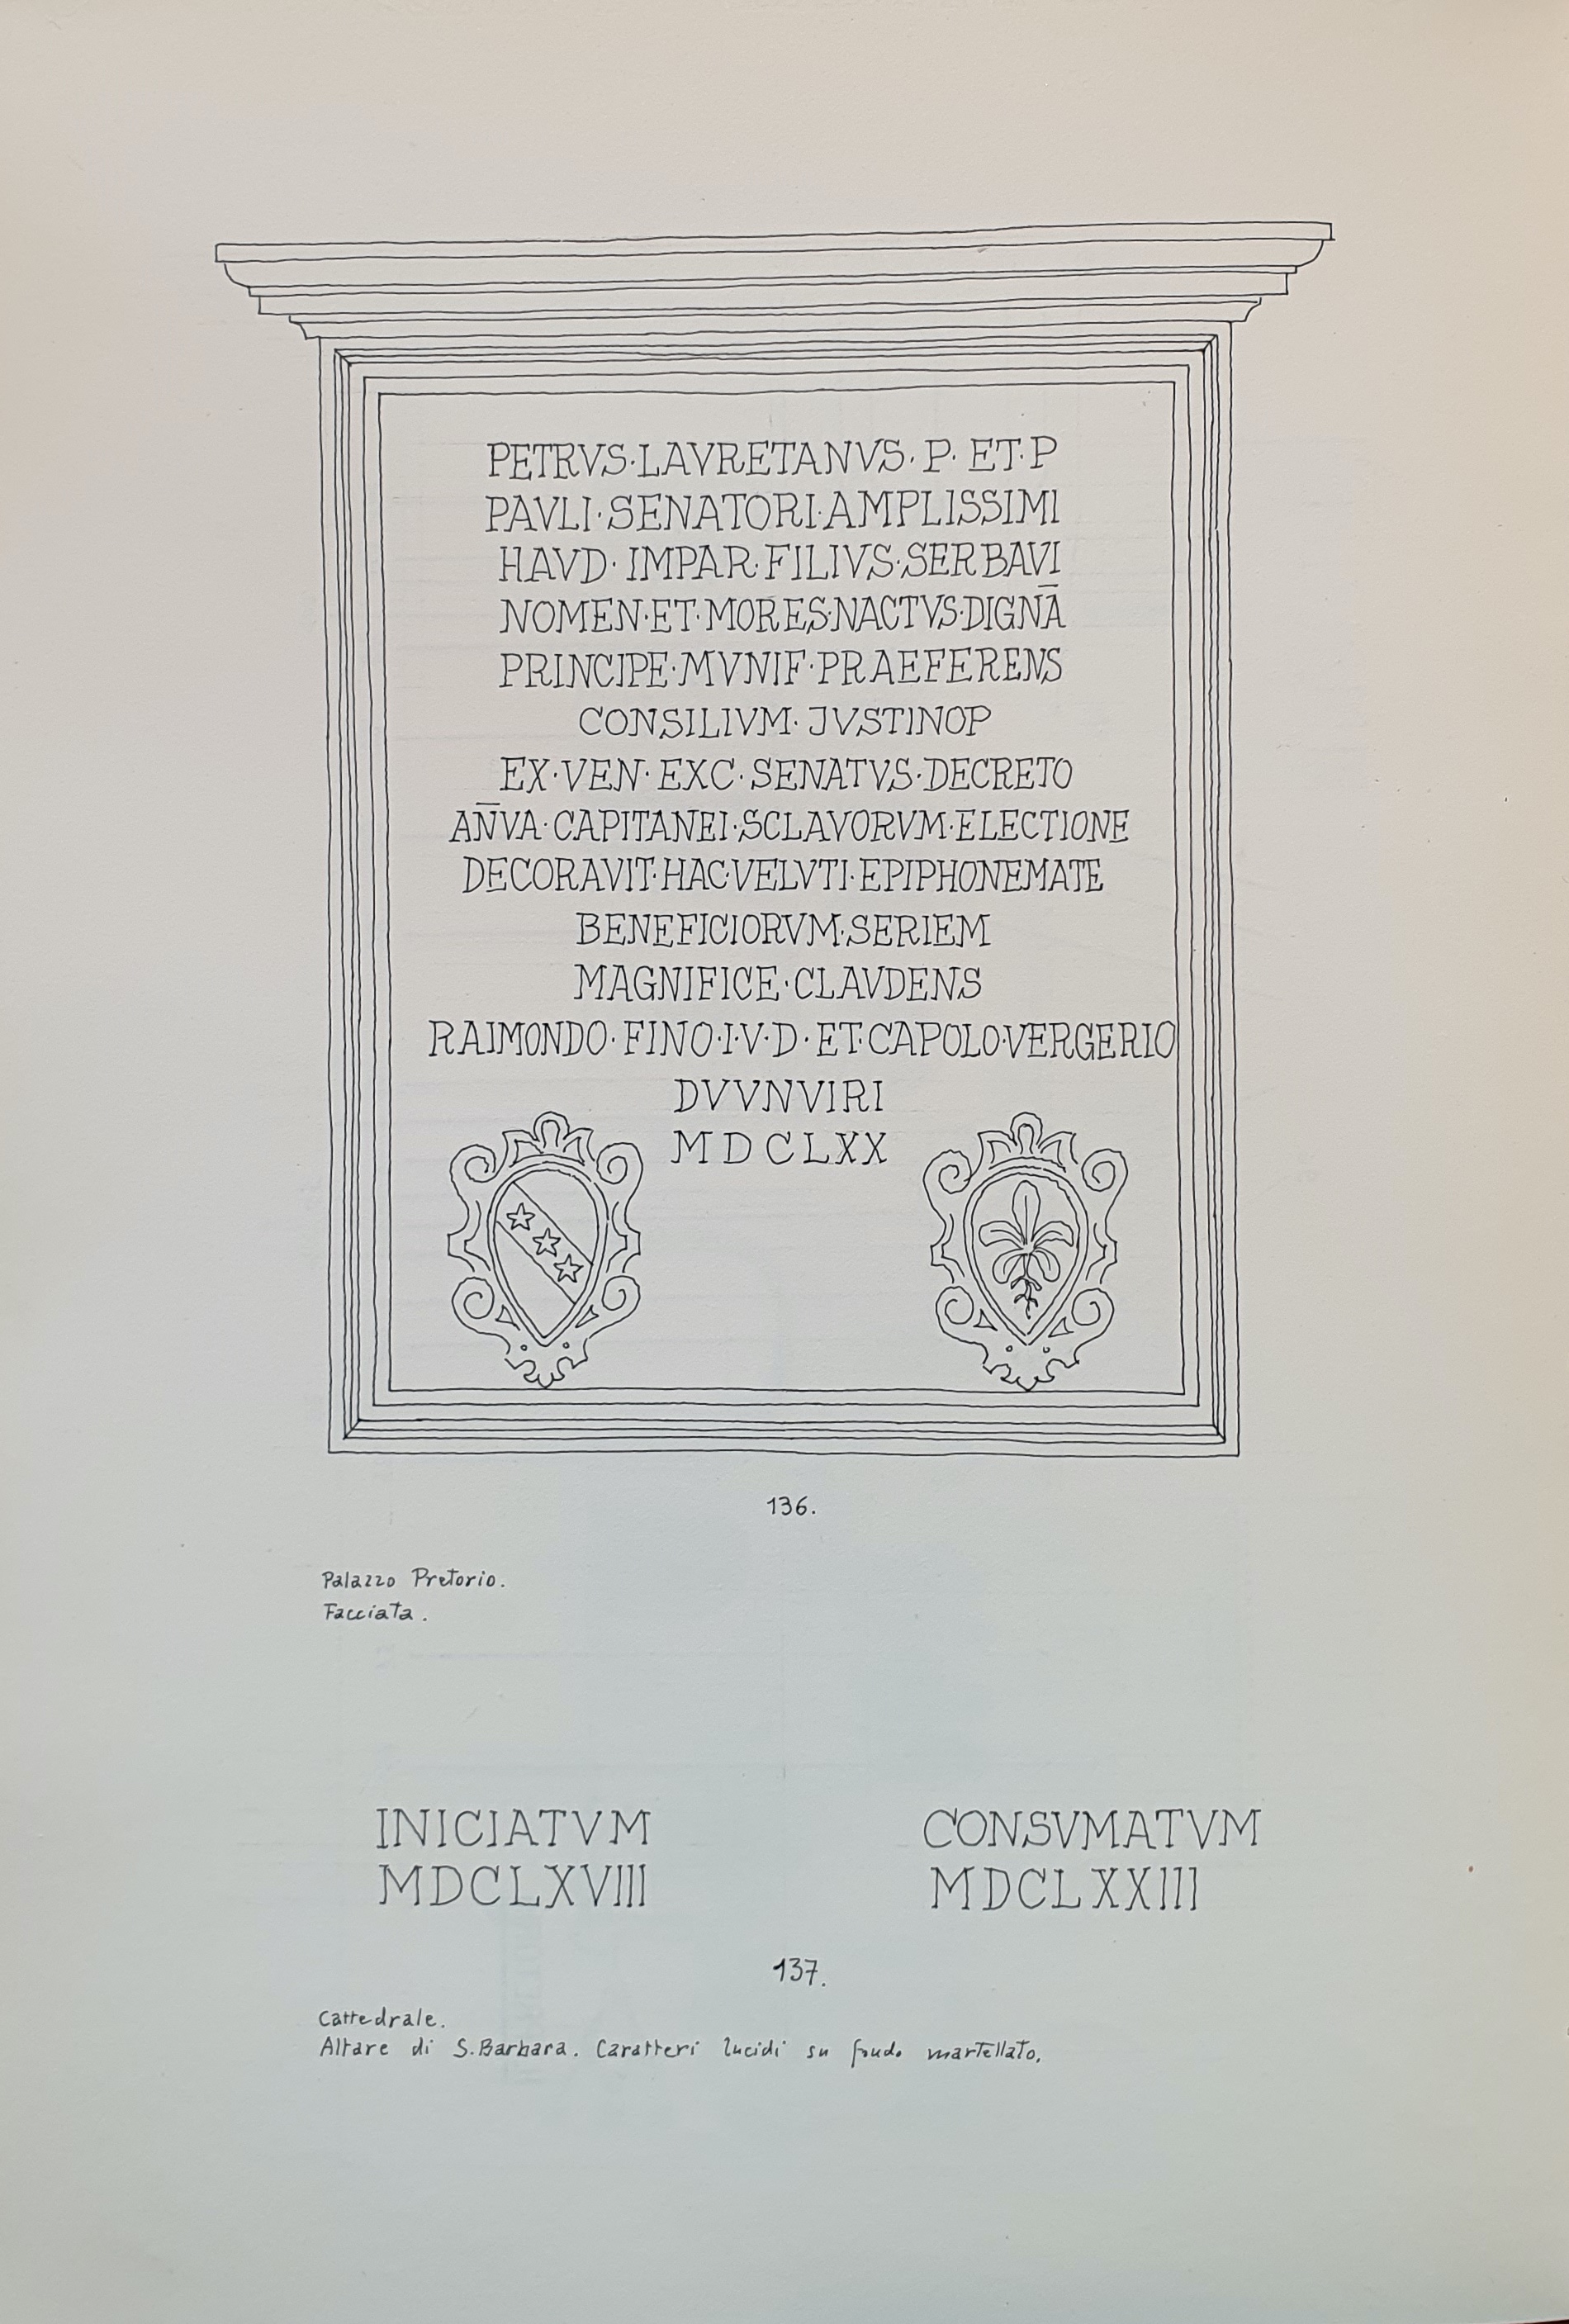 PETRVS·LAVRETANVS·P·ET·P
PAVLI·SENATORI·AMPLISSIMI
HAVD·IMPAR·FILIVS·SERBAVI
NOMEN·ET·MORES·NACTVS·DIGNĀ
PRINCIPE·MVNIF·PRAEFERENS
CONSILIVM·JVSTINOP
EX·VEN·EXC·SENATVS·DECRETO
AN̄VA·CAPITANEI·SCLAVORVM·ELECTIONE
DECORAVIT·HAC·VELVTI·EPIPHONEMATE
BENEFICIORVM·SERIEM
MAGNIFICE·CLAVDENS
RAIMONDO·FINO·I·V·D·ET·CAPOLO·VERGERIO
DVVNVIRI
MDCLXX
136.
Palazzo Pretorio.
Facciata.
INICIATVM
MDCLXVIII
CONSVMATVM
MDCLXXIII
137.
Cattedrale.
Altare di S.Barbara. Caratteri lucidi su fondo martellato.